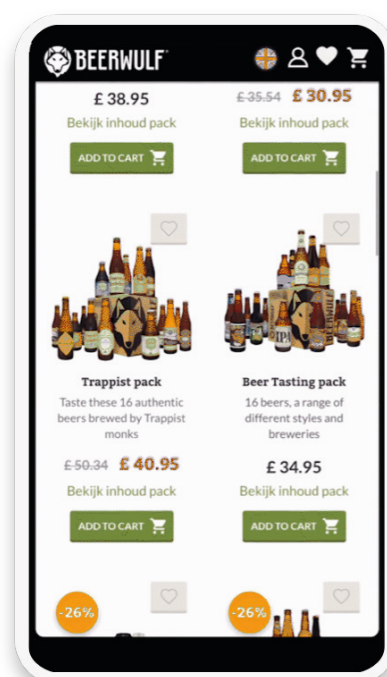 BEERWULF
£ 38.95
£ 35.54 £ 30.95
Bekijk inhoud pack
Bekijk inhoud pack
ADD TO CART
ADD TO CART
IPA
BEERWULF
Trappist pack
Taste these 16 authentic
beers brewed by Trappist
monks
£ 50.34 £ 40.95
Bekijk inhoud pack
ADD TO CART
Beer Tasting pack
16 beers, a range of
different styles and
breweries
£ 34.95
Bekijk inhoud pack
ADD TO CART
-26%
-26%